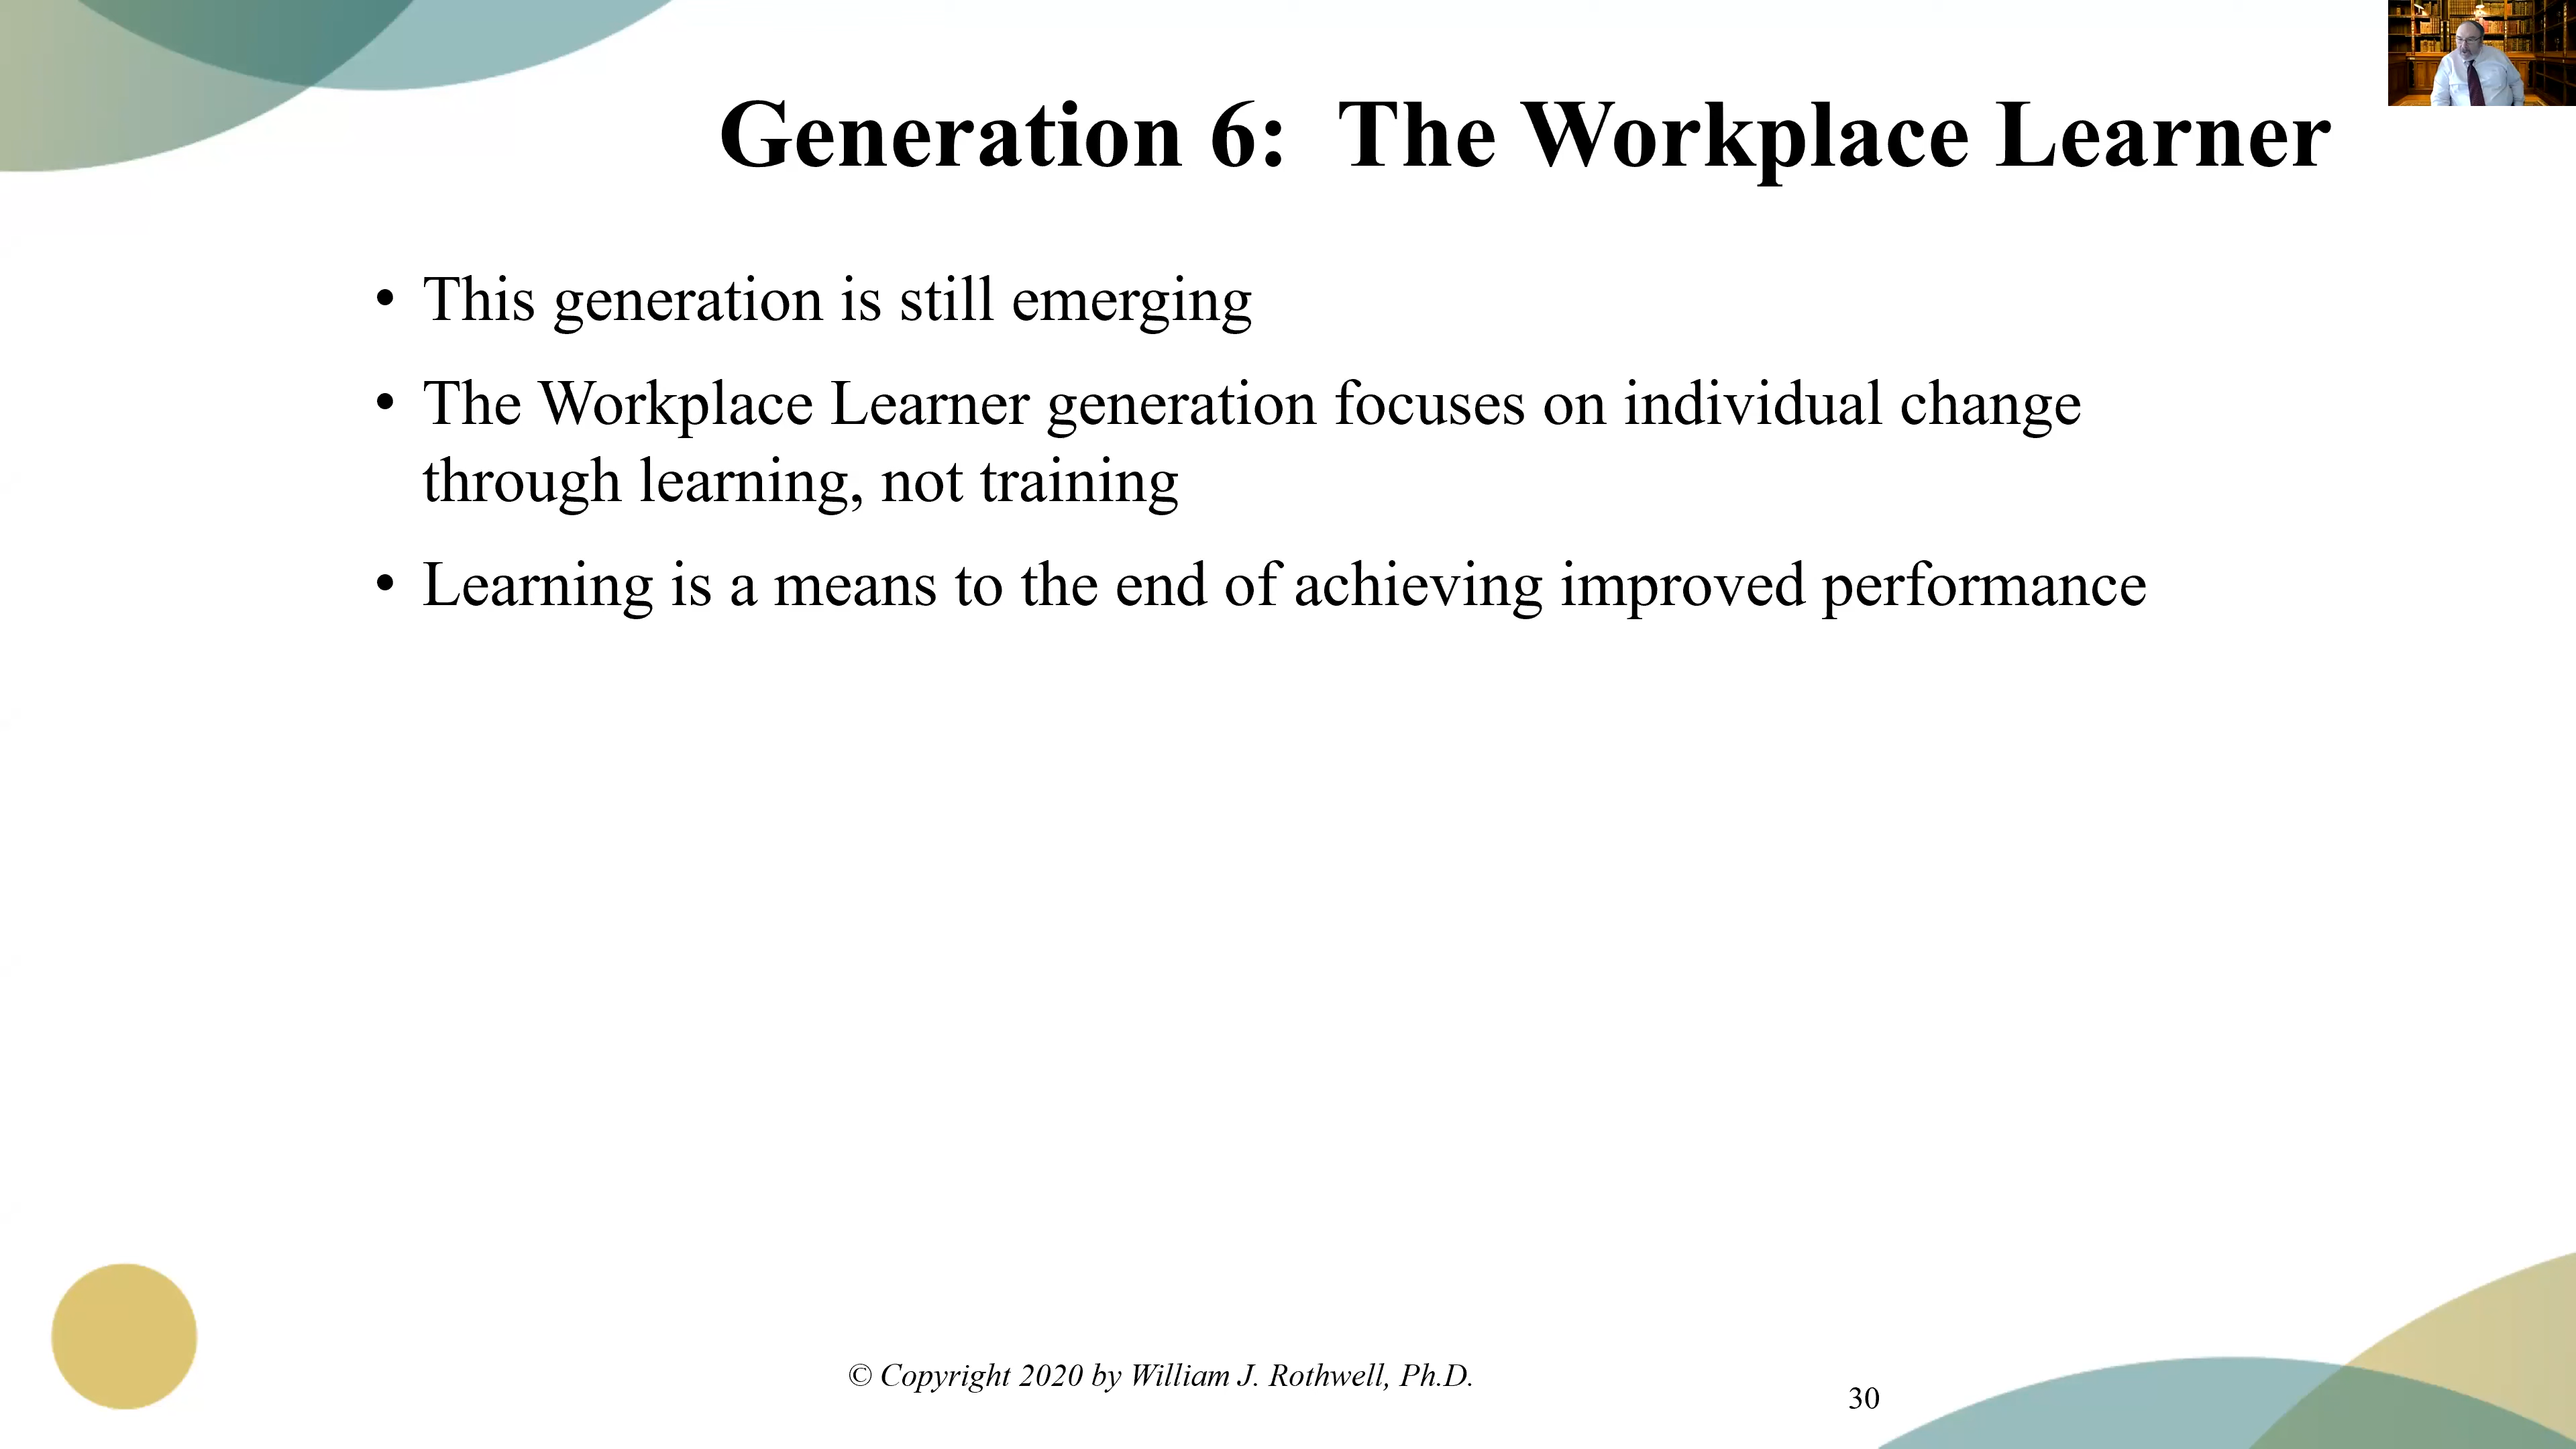 Generation 6:  The Workplace Learner
• This generation is still emerging
• The Workplace Learner generation focuses on individual change
through learning, not training
• Learning is a means to the end of achieving improved performance
© Copyright 2020 by William J. Rothwell, Ph.D.
30